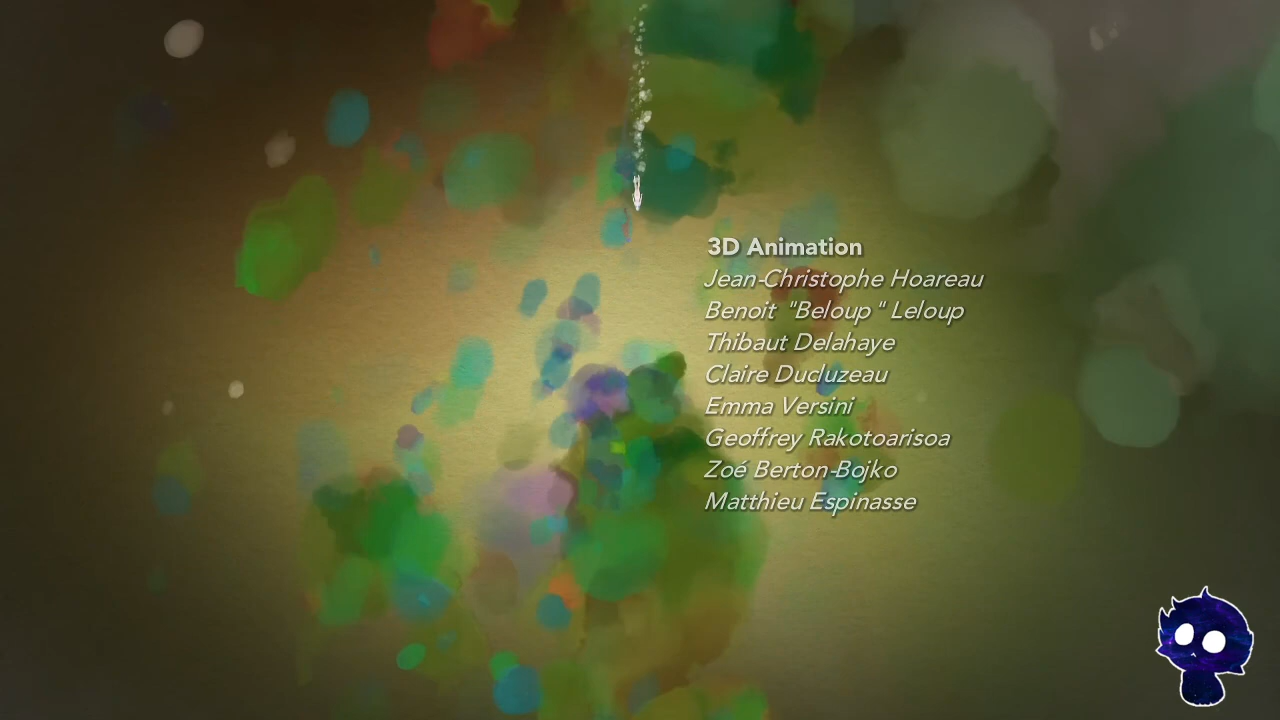 3D Animation
Jean-Christophe Hoareau
Benoit "Beloup" Leloup
Thibaut Delahaye
Claire Ducluzeau
Emma Versini
Geoffrey Rakotoarisoa
Zoé Berton-Bojko
Matthieu Espinasse